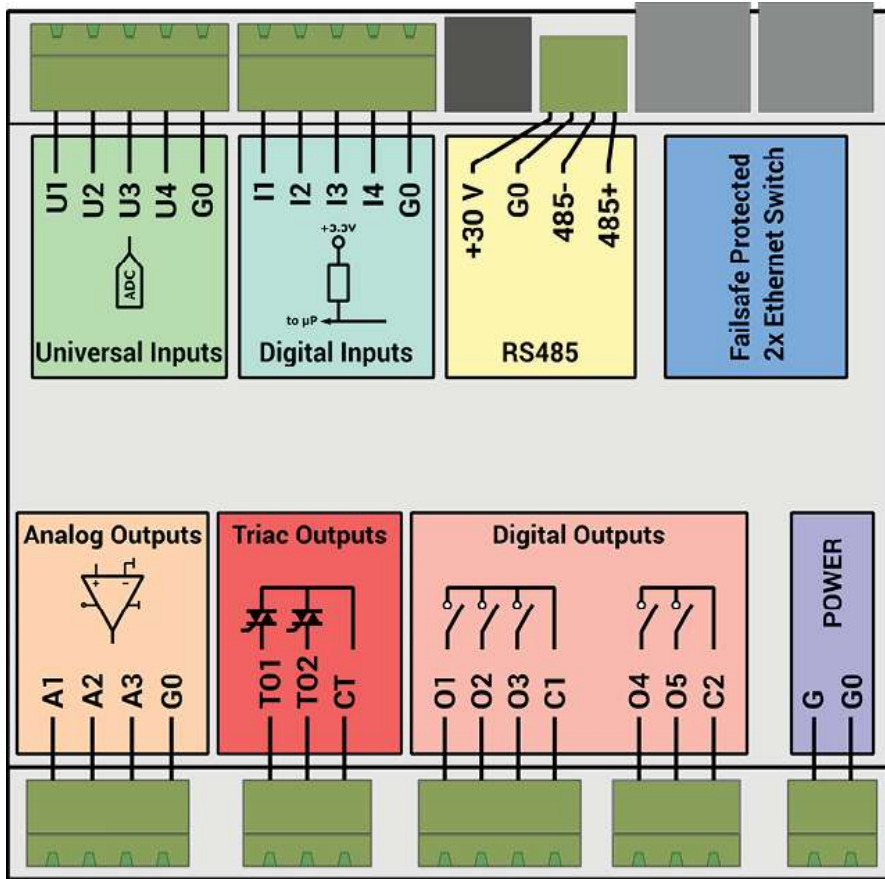 U1 U2 U3 U4 G0
ADC
Universal Inputs
I1 I2 I3 I4 G0
+3.3V
to µP
Digital Inputs
+30 V G0 485- 485+
RS485
Failsafe Protected
2x Ethernet Switch
Analog Outputs
+ -
A1 A2 A3 G0
Triac Outputs
TO1 TO2 CT
Digital Outputs
O1 O2 O3 C1 O4 O5 C2
POWER
G G0